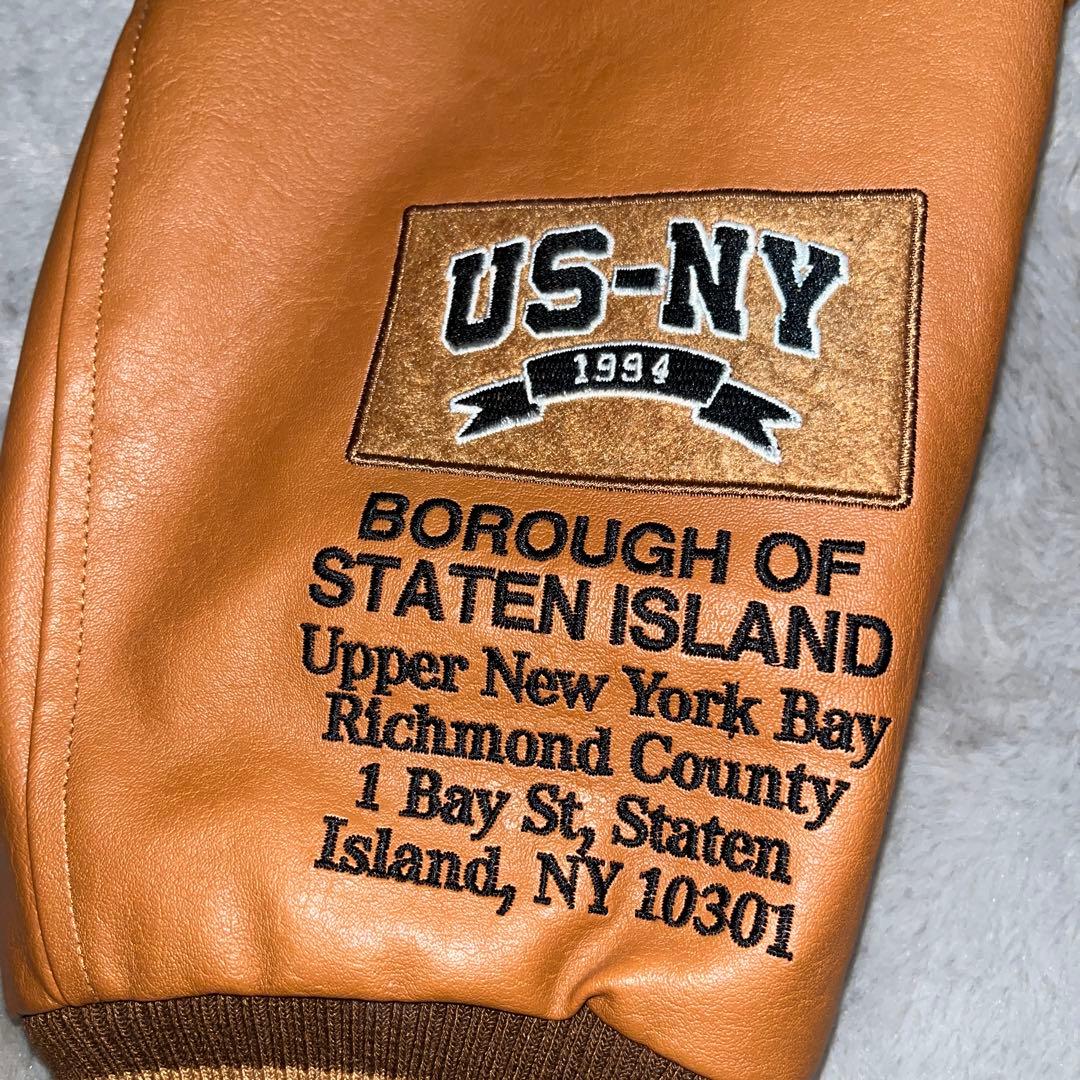 US-NY
1994
BOROUGH OF
STATEN ISLAND
Upper New York Bay
Richmond County
1 Bay St, Staten
Island, NY 10301